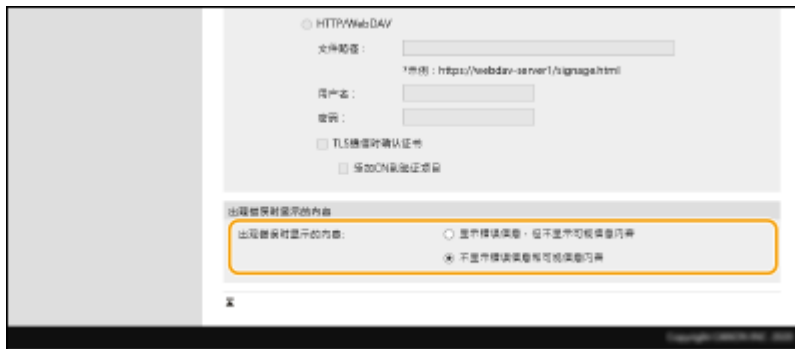 HTTP/WebDAV
文件路径：
*示例：https://webdav-server1/signage.html
用户名：
密码：
TLS通信时确认证书
添加CN到验证项目
出现错误时显示的内容
出现错误时显示的内容:
显示错误信息，但不显示可视信息内容
不显示错误信息和可视信息内容
Copyright CANON INC. 2020